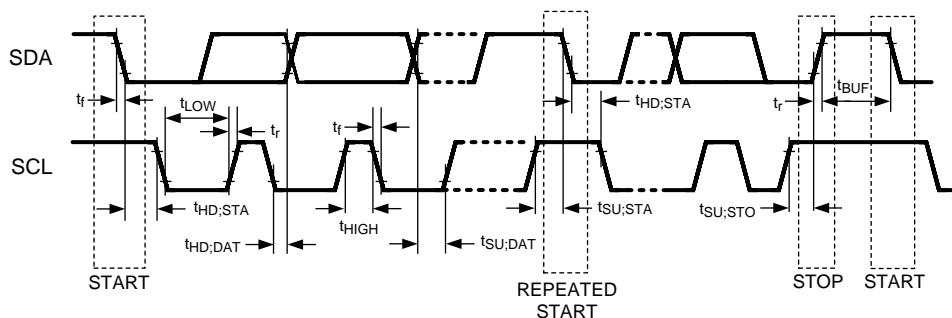 SDA
t_f
t_LOW
t_r
t_f
t_HD;STA
t_r
t_BUF
SCL
t_HD;STA
t_HD;DAT
t_HIGH
t_SU;DAT
t_SU;STA
t_SU;STO
START
REPEATED
START
STOP
START